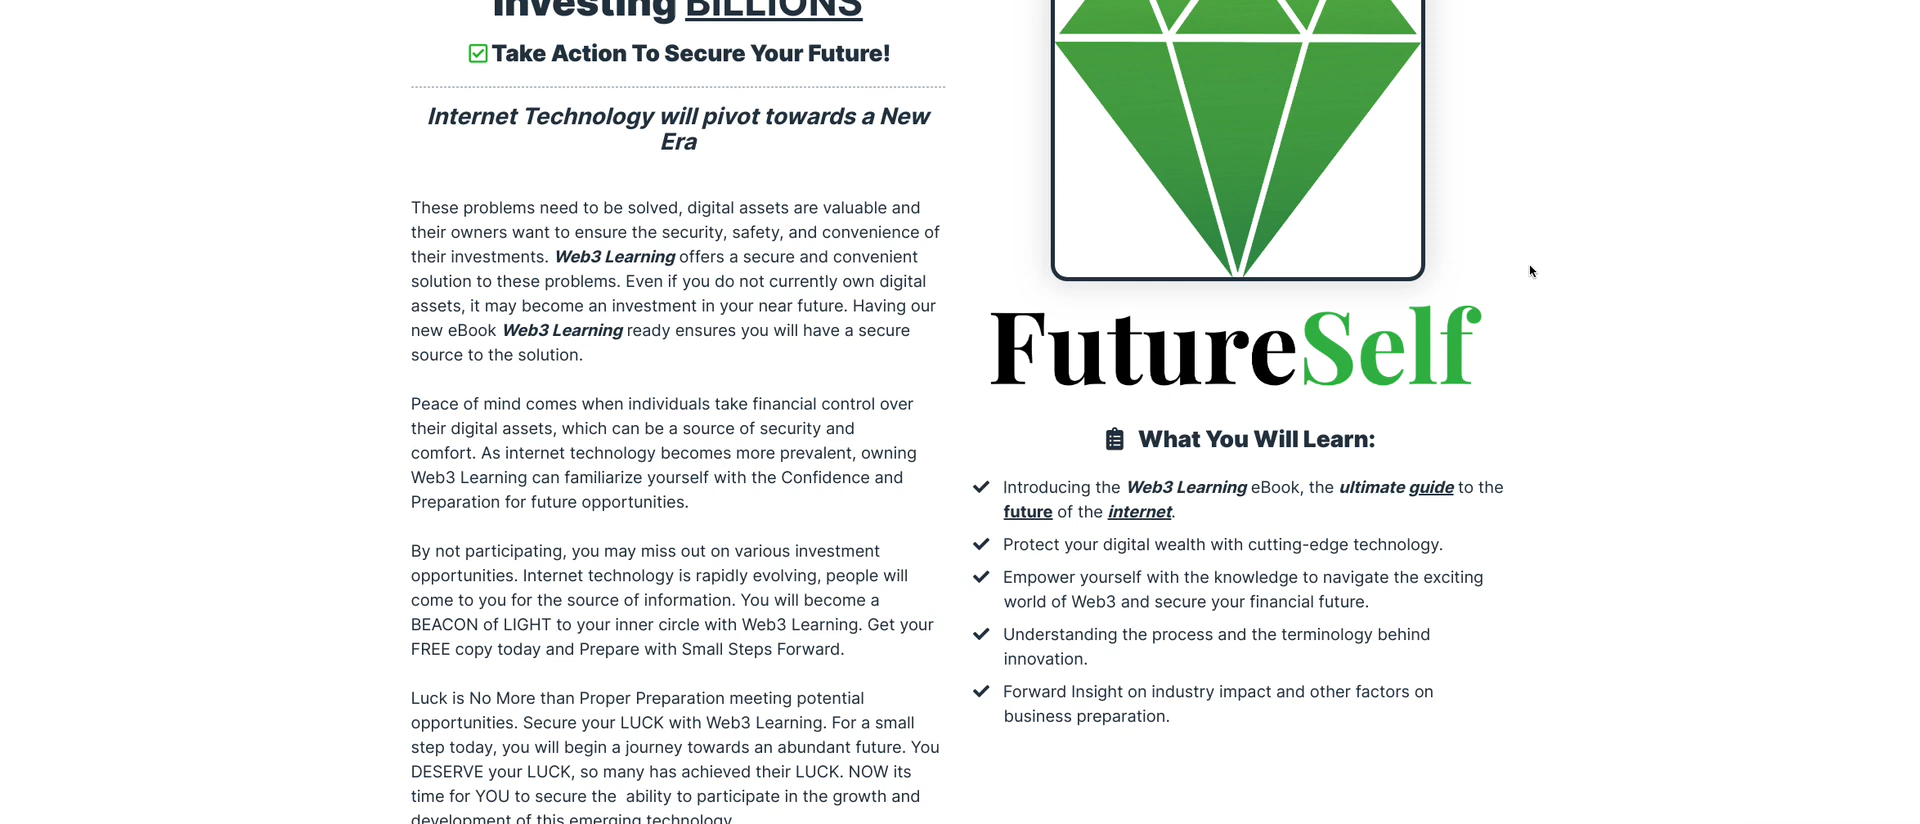 Investing BILLIONS
Take Action To Secure Your Future!
Internet Technology will pivot towards a New
Era
These problems need to be solved, digital assets are valuable and
their owners want to ensure the security, safety, and convenience of
their investments. Web3 Learning offers a secure and convenient
solution to these problems. Even if you do not currently own digital
assets, it may become an investment in your near future. Having our
new eBook Web3 Learning ready ensures you will have a secure
source to the solution.
Peace of mind comes when individuals take financial control over
their digital assets, which can be a source of security and
comfort. As internet technology becomes more prevalent, owning
Web3 Learning can familiarize yourself with the Confidence and
Preparation for future opportunities.
By not participating, you may miss out on various investment
opportunities. Internet technology is rapidly evolving, people will
come to you for the source of information. You will become a
BEACON of LIGHT to your inner circle with Web3 Learning. Get your
FREE copy today and Prepare with Small Steps Forward.
Luck is No More than Proper Preparation meeting potential
opportunities. Secure your LUCK with Web3 Learning. For a small
step today, you will begin a journey towards an abundant future. You
DESERVE your LUCK, so many has achieved their LUCK. NOW its
time for YOU to secure the  ability to participate in the growth and
development of this emerging technology.
FutureSelf
What You Will Learn:
Introducing the Web3 Learning eBook, the ultimate guide to the
future of the internet.
Protect your digital wealth with cutting-edge technology.
Empower yourself with the knowledge to navigate the exciting
world of Web3 and secure your financial future.
Understanding the process and the terminology behind
innovation.
Forward Insight on industry impact and other factors on
business preparation.